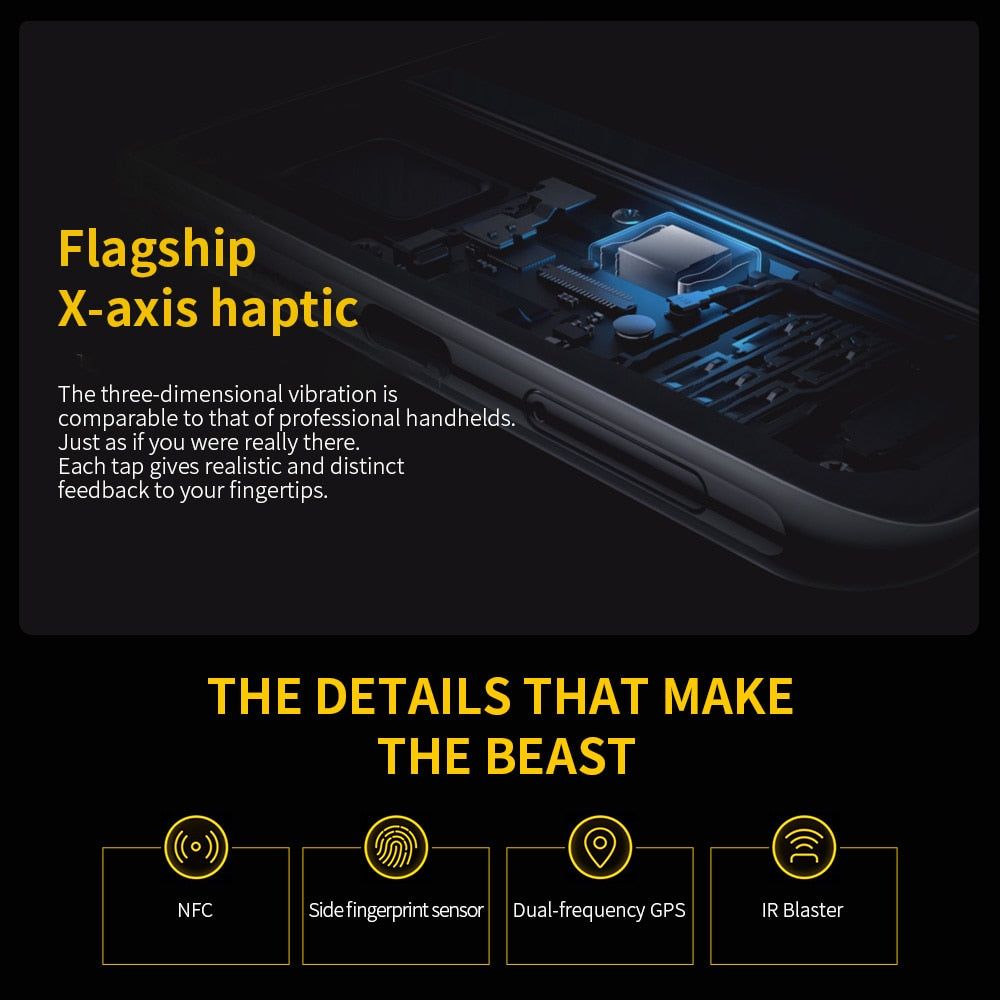 Flagship
X-axis haptic
The three-dimensional vibration is
comparable to that of professional handhelds.
Just as if you were really there.
Each tap gives realistic and distinct
feedback to your fingertips.
THE DETAILS THAT MAKE
THE BEAST
NFC
Side fingerprint sensor
Dual-frequency GPS
IR Blaster